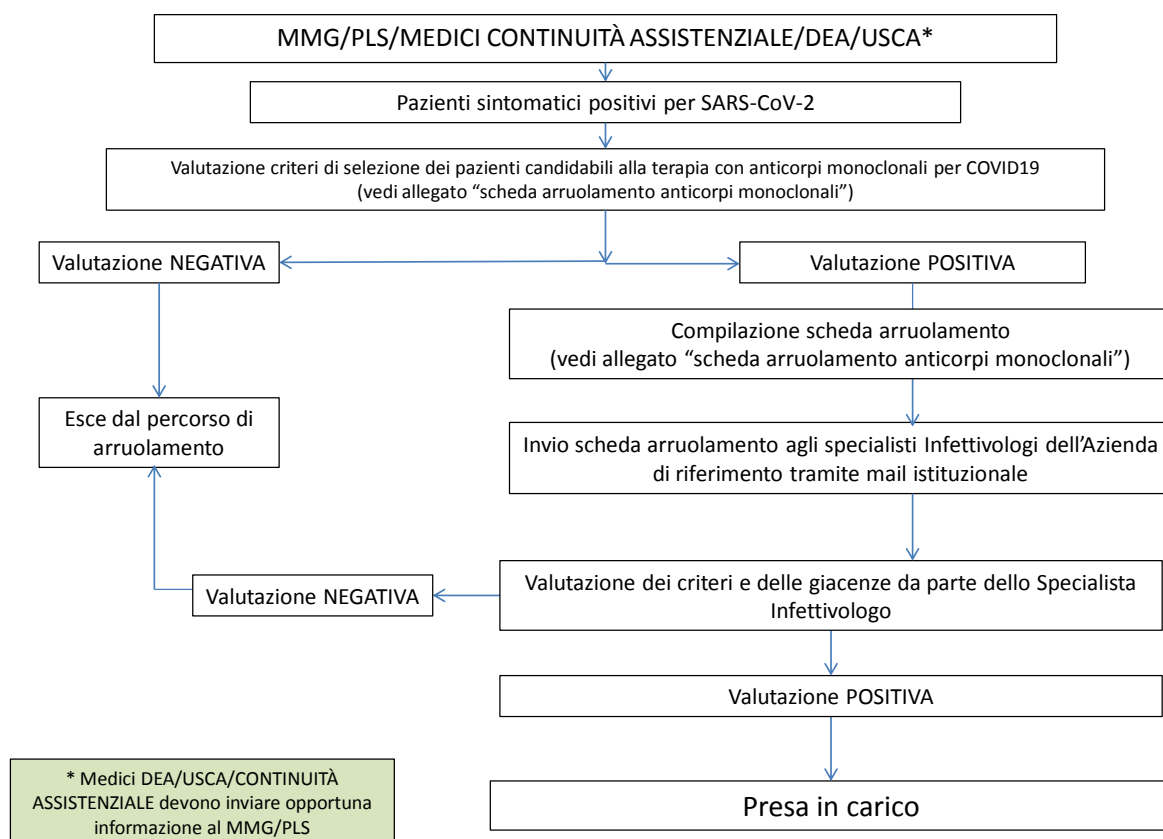 MMG/PLS/MEDICI CONTINUITÀ ASSISTENZIALE/DEA/USCA*
Pazienti sintomatici positivi per SARS-CoV-2
Valutazione criteri di selezione dei pazienti candidabili alla terapia con anticorpi monoclonali per COVID19
(vedi allegato “scheda arruolamento anticorpi monoclonali”)
Valutazione NEGATIVA
Valutazione POSITIVA
Compilazione scheda arruolamento
(vedi allegato “scheda arruolamento anticorpi monoclonali”)
Esce dal percorso di
arruolamento
Invio scheda arruolamento agli specialisti Infettivologi dell’Azienda
di riferimento tramite mail istituzionale
Valutazione dei criteri e delle giacenze da parte dello Specialista
Infettivologo
Valutazione NEGATIVA
Valutazione POSITIVA
Presa in carico
* Medici DEA/USCA/CONTINUITÀ
ASSISTENZIALE devono inviare opportuna
informazione al MMG/PLS